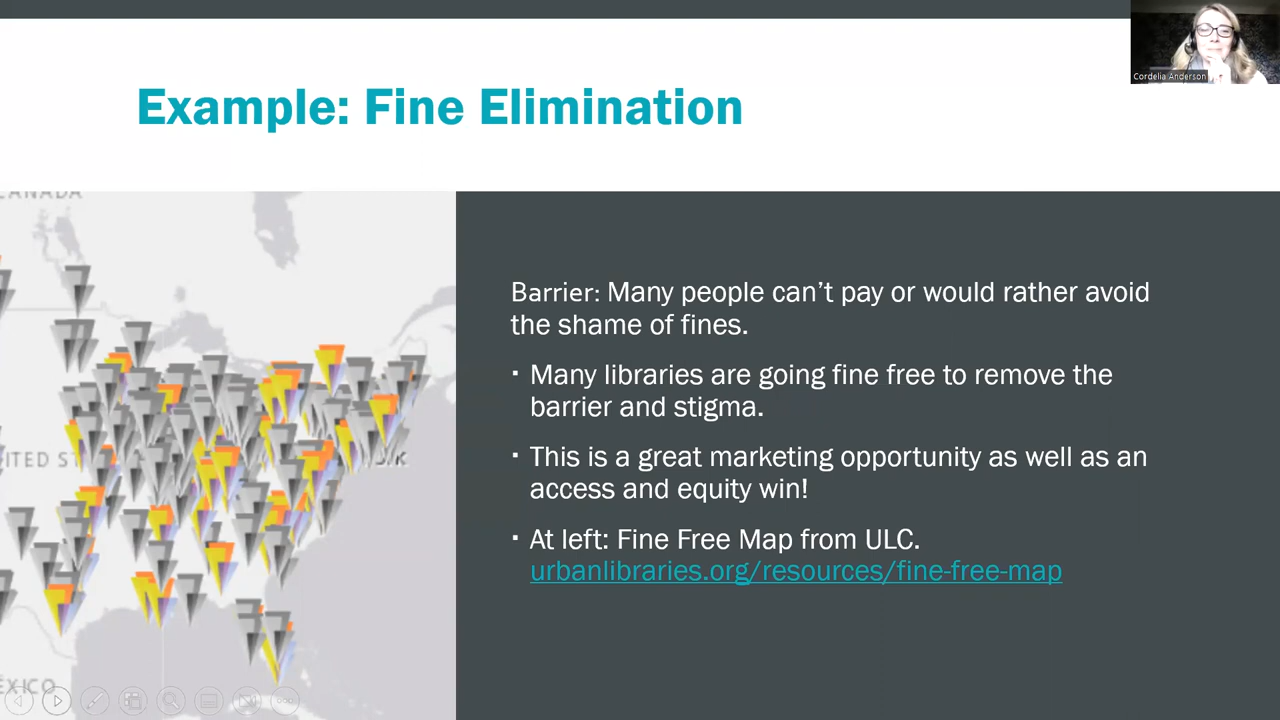 Cordelia Anderson
Example: Fine Elimination
CANADA
ITED ST
ÉXICO
Barrier: Many people can’t pay or would rather avoid
the shame of fines.
▪ Many libraries are going fine free to remove the
barrier and stigma.
▪ This is a great marketing opportunity as well as an
access and equity win!
▪ At left: Fine Free Map from ULC.
urbanlibraries.org/resources/fine-free-map